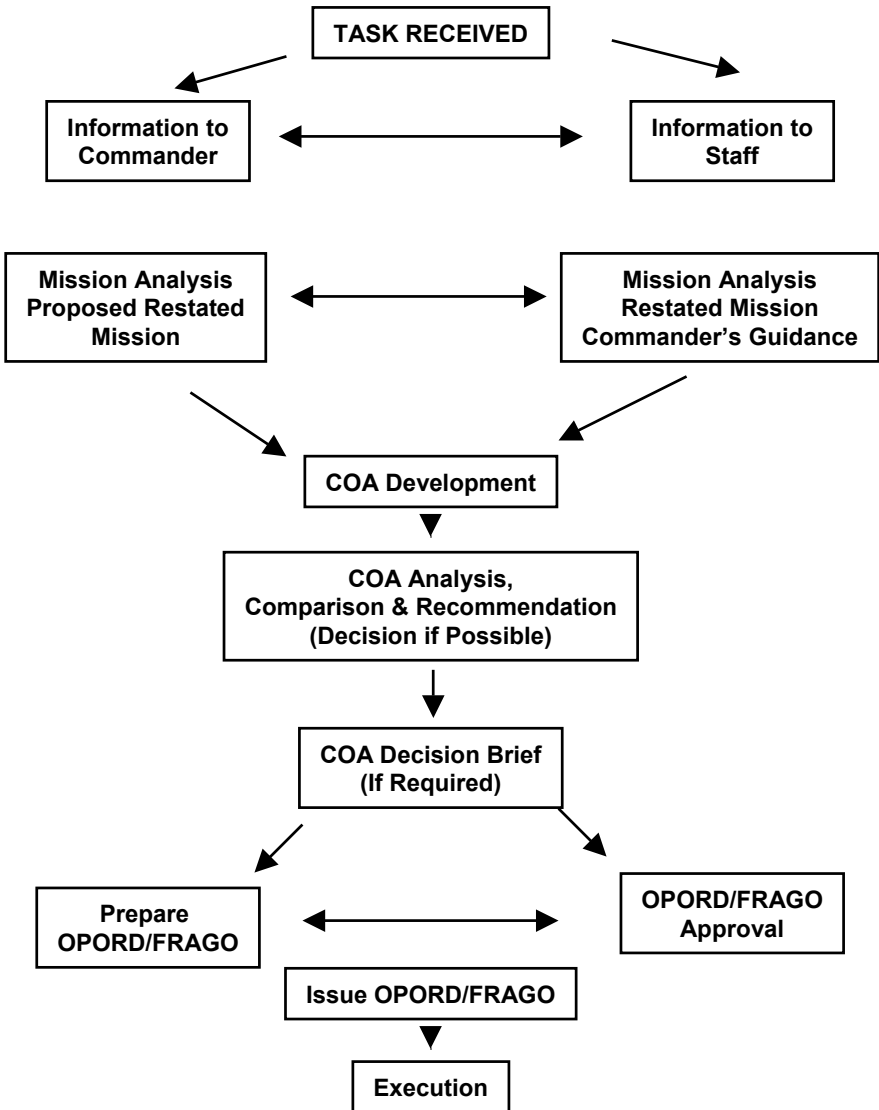 TASK RECEIVED
Information to
Commander
Information to
Staff
Mission Analysis
Proposed Restated
Mission
Mission Analysis
Restated Mission
Commander’s Guidance
COA Development
COA Analysis,
Comparison & Recommendation
(Decision if Possible)
COA Decision Brief
(If Required)
Prepare
OPORD/FRAGO
OPORD/FRAGO
Approval
Issue OPORD/FRAGO
Execution